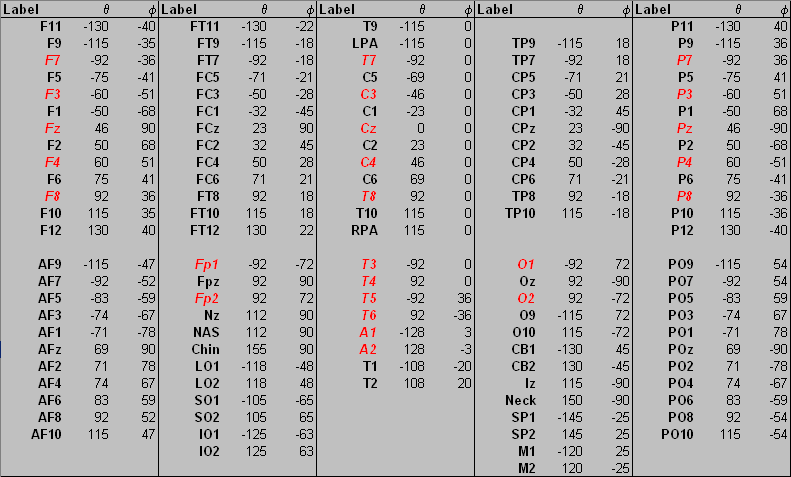 Label θ ϕ Label θ ϕ Label θ ϕ Label θ ϕ Label θ ϕ
F11 -130 -40 FT11 -130 -22 T9 -115 0 P11 -130 40
F9 -115 -35 FT9 -115 -18 LPA -115 0 TP9 -115 18 P9 -115 36
F7 -92 -36 FT7 -92 -18 T7 -92 0 TP7 -92 18 P7 -92 36
F5 -75 -41 FC5 -71 -21 C5 -69 0 CP5 -71 21 P5 -75 41
F3 -60 -51 FC3 -50 -28 C3 -46 0 CP3 -50 28 P3 -60 51
F1 -50 -68 FC1 -32 -45 C1 -23 0 CP1 -32 45 P1 -50 68
Fz 46 90 FCz 23 90 Cz 0 0 CPz 23 -90 Pz 46 -90
F2 50 68 FC2 32 45 C2 23 0 CP2 32 -45 P2 50 -68
F4 60 51 FC4 50 28 C4 46 0 CP4 50 -28 P4 60 -51
F6 75 41 FC6 71 21 C6 69 0 CP6 71 -21 P6 75 -41
F8 92 36 FT8 92 18 T8 92 0 TP8 92 -18 P8 92 -36
F10 115 35 FT10 115 18 T10 115 0 TP10 115 -18 P10 115 -36
F12 130 40 FT12 130 22 RPA 115 0 P12 130 -40
AF9 -115 -47 Fp1 -92 -72 T3 -92 0 O1 -92 72 PO9 -115 54
AF7 -92 -52 Fpz 92 90 T4 92 0 Oz 92 -90 PO7 -92 54
AF5 -83 -59 Fp2 92 72 T5 -92 36 O2 92 -72 PO5 -83 59
AF3 -74 -67 Nz 112 90 T6 92 -36 O9 -115 72 PO3 -74 67
AF1 -71 -78 NAS 112 90 A1 -128 3 O10 115 -72 PO1 -71 78
AFz 69 90 Chin 155 90 A2 128 -3 CB1 -130 45 POz 69 -90
AF2 71 78 LO1 -118 -48 T1 -108 -20 CB2 130 -45 PO2 71 -78
AF4 74 67 LO2 118 48 T2 108 20 Iz 115 -90 PO4 74 -67
AF6 83 59 SO1 -105 -65 Neck 150 -90 PO6 83 -59
AF8 92 52 SO2 105 65 SP1 -145 -25 PO8 92 -54
AF10 115 47 IO1 -125 -63 SP2 145 25 PO10 115 -54
IO2 125 63 M1 -120 25
M2 120 -25